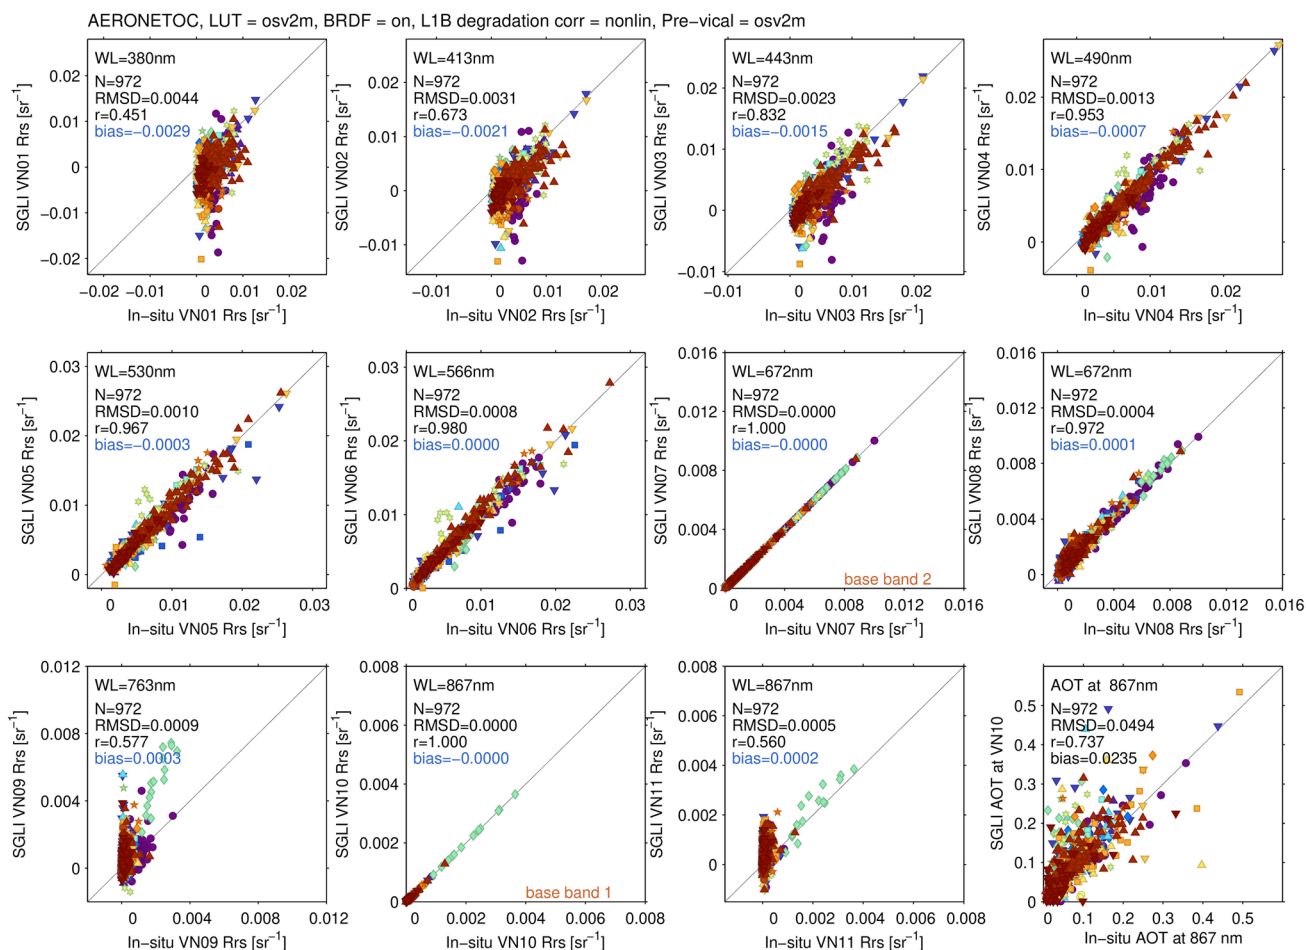 AERONETOC, LUT = osv2m, BRDF = on, L1B degradation corr = nonlin, Pre−vical = osv2m
WL=380nm
N=972
RMSD=0.0044
r=0.451
bias=−0.0029
0.02
0.01
0
−0.01
−0.02
SGLI VN01 Rrs [sr−1]
−0.02
−0.01
0
0.01
0.02
In−situ VN01 Rrs [sr−1]
WL=413nm
N=972
RMSD=0.0031
r=0.673
bias=−0.0021
0.02
0.01
0
−0.01
SGLI VN02 Rrs [sr−1]
−0.01
0
0.01
0.02
In−situ VN02 Rrs [sr−1]
WL=443nm
N=972
RMSD=0.0023
r=0.832
bias=−0.0015
0.02
0.01
0
−0.01
SGLI VN03 Rrs [sr−1]
−0.01
0
0.01
0.02
In−situ VN03 Rrs [sr−1]
WL=490nm
N=972
RMSD=0.0013
r=0.953
bias=−0.0007
0.02
0.01
0
SGLI VN04 Rrs [sr−1]
0
0.01
0.02
In−situ VN04 Rrs [sr−1]
WL=530nm
N=972
RMSD=0.0010
r=0.967
bias=−0.0003
0.03
0.02
0.01
0
SGLI VN05 Rrs [sr−1]
0
0.01
0.02
0.03
In−situ VN05 Rrs [sr−1]
WL=566nm
N=972
RMSD=0.0008
r=0.980
bias=0.0000
0.03
0.02
0.01
0
SGLI VN06 Rrs [sr−1]
0
0.01
0.02
0.03
In−situ VN06 Rrs [sr−1]
WL=672nm
N=972
RMSD=0.0000
r=1.000
bias=−0.0000
base band 2
0.016
0.012
0.008
0.004
0
SGLI VN07 Rrs [sr−1]
0
0.004
0.008
0.012
0.016
In−situ VN07 Rrs [sr−1]
WL=672nm
N=972
RMSD=0.0004
r=0.972
bias=0.0001
0.016
0.012
0.008
0.004
0
SGLI VN08 Rrs [sr−1]
0
0.004
0.008
0.012
0.016
In−situ VN08 Rrs [sr−1]
WL=763nm
N=972
RMSD=0.0009
r=0.577
bias=0.0003
0.012
0.008
0.004
0
SGLI VN09 Rrs [sr−1]
0
0.004
0.008
0.012
In−situ VN09 Rrs [sr−1]
WL=867nm
N=972
RMSD=0.0000
r=1.000
bias=−0.0000
base band 1
0.008
0.006
0.004
0.002
0
SGLI VN10 Rrs [sr−1]
0
0.002
0.004
0.006
0.008
In−situ VN10 Rrs [sr−1]
WL=867nm
N=972
RMSD=0.0005
r=0.560
bias=0.0002
0.008
0.006
0.004
0.002
0
SGLI VN11 Rrs [sr−1]
0
0.002
0.004
0.006
0.008
In−situ VN11 Rrs [sr−1]
AOT at 867nm
N=972
RMSD=0.0494
r=0.737
bias=0.0235
0.5
0.4
0.3
0.2
0.1
0
SGLI AOT at VN10
0
0.1
0.2
0.3
0.4
0.5
In−situ AOT at 867 nm